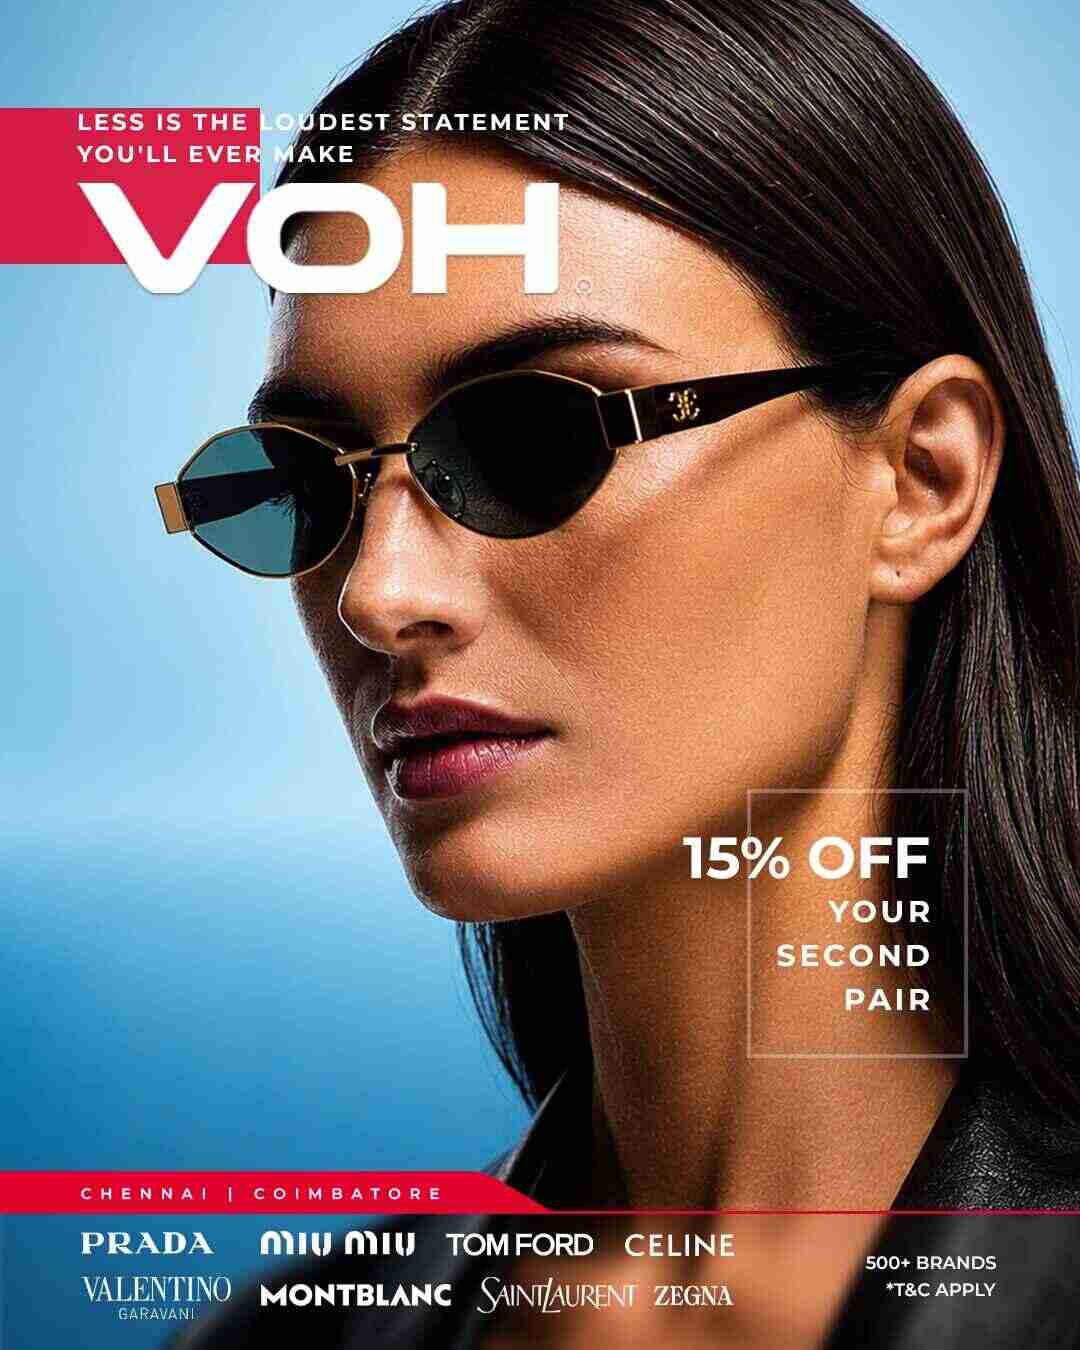 LESS IS THE LOUDEST STATEMENT
YOU'LL EVER MAKE
VOH
15% OFF
YOUR
SECOND
PAIR
CHENNAI | COIMBATORE
PRADA MIU MIU TOM FORD CELINE
VALENTINO
GARAVANI
MONTBLANC SAINT LAURENT ZEGNA
500+ BRANDS
*T&C APPLY